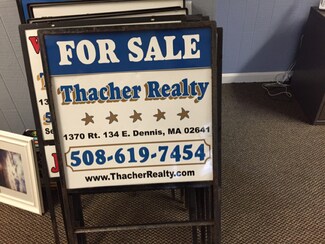 FOR SALE
Thacher Realty
1370 Rt. 134 E. Dennis, MA 02641
508-619-7454
www.ThacherRealty.com